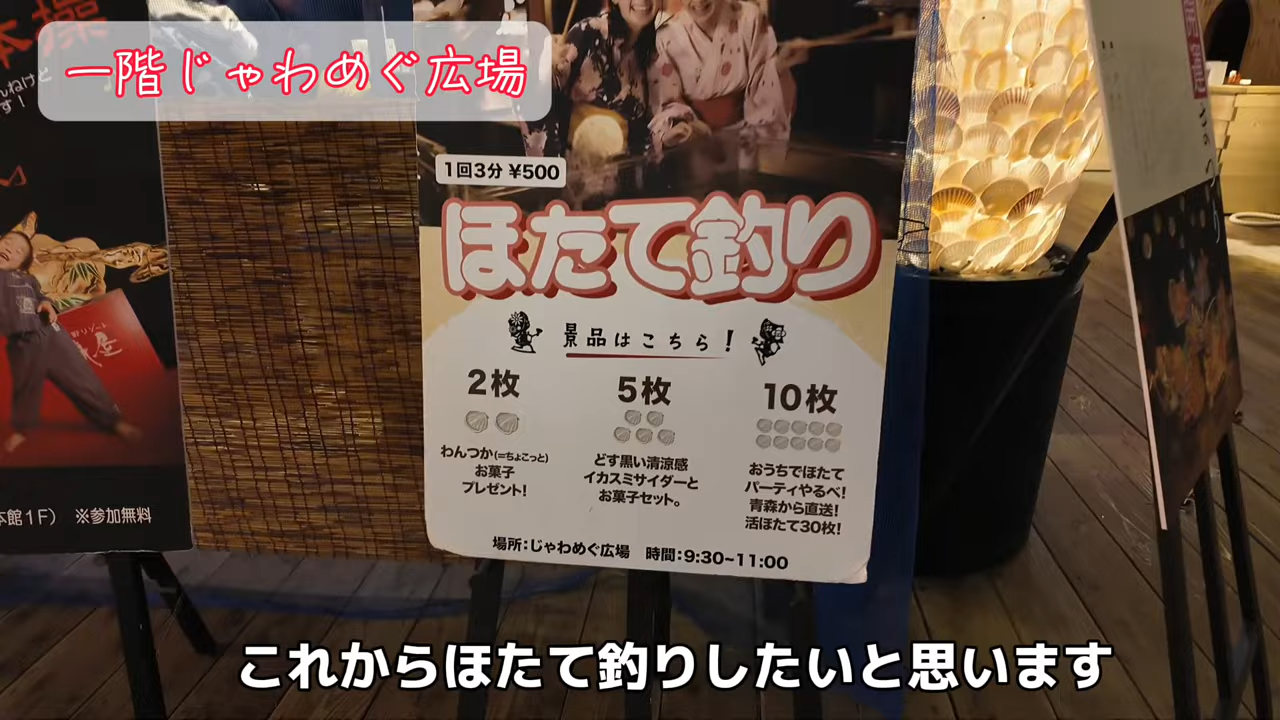 一階じゃわめぐ広場
1回3分 ¥500
ほたて釣り
景品はこちら!
2枚
わんつか(=ちょこっと)
お菓子
プレゼント!
5枚
どす黒い清涼感
イカスミサイダーと
お菓子セット。
10枚
おうちでほたて
パーティやるべ!
青森から直送!
活ほたて30枚!
場所:じゃわめぐ広場 時間:9:30~11:00
本館1F) ※参加無料
これからほたて釣りしたいと思います